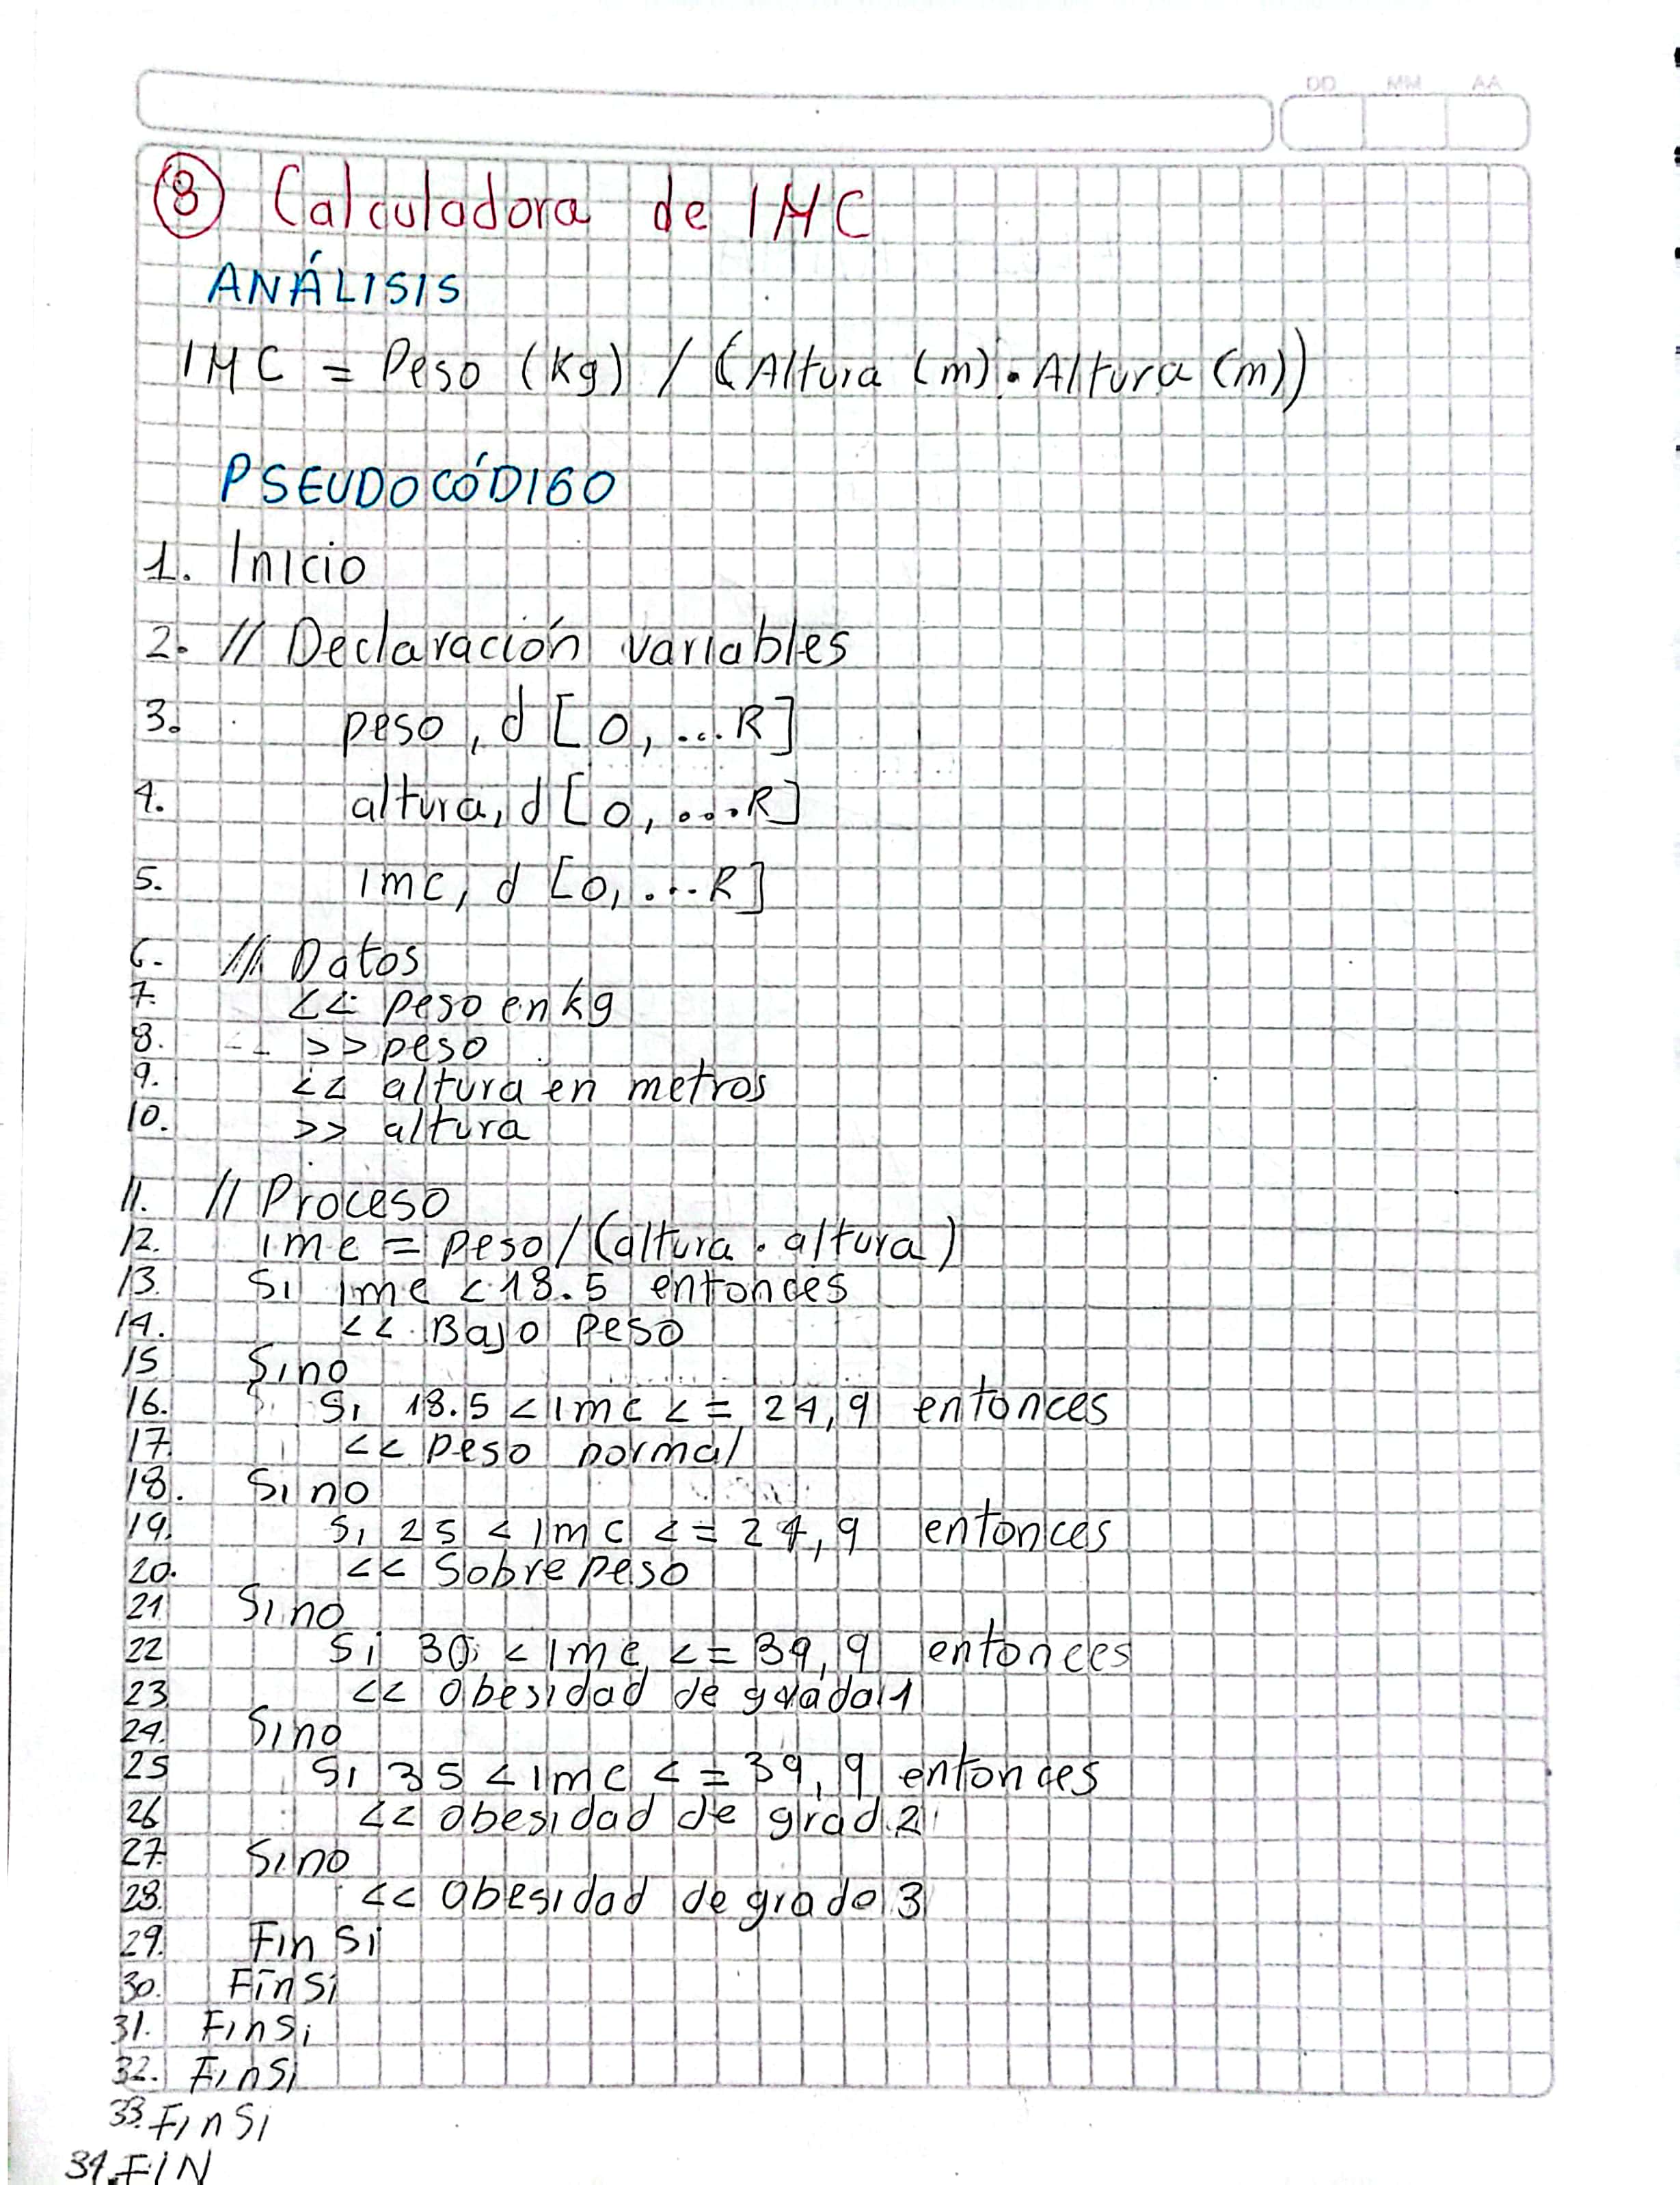 DD MM AA
8 Calculadora de IMC
ANÁLISIS
IMC = Peso (Kg) / (Altura (m) · Altura (m))
PSEUDOCÓDIGO
1. Inicio
2. // Declaración variables
3. peso, d [0, ...R]
4. altura, d [0, ...R]
5. imc, d [0, ...R]
6. // Datos
7. << peso en kg
8. >> peso
9. << altura en metros
10. >> altura
11. // Proceso
12. imc = peso / (altura · altura)
13. Si imc < 18.5 entonces
14. << Bajo peso
15 Sino
16. Si 18.5 < imc <= 24,9 entonces
17. << peso normal
18. Sino
19. Si 25 < imc <= 24,9 entonces
20. << Sobrepeso
21 Sino
22 Si 30 < imc <= 39,9 entonces
23 << Obesidad de grado 1
24. Sino
25 Si 35 < imc <= 39,9 entonces
26 << Obesidad de grad 2
27. Sino
28. << Obesidad de grado 3
29. Fin Si
30. FinSi
31. FinSi
32. FinSi
33. FinSi
34. FIN